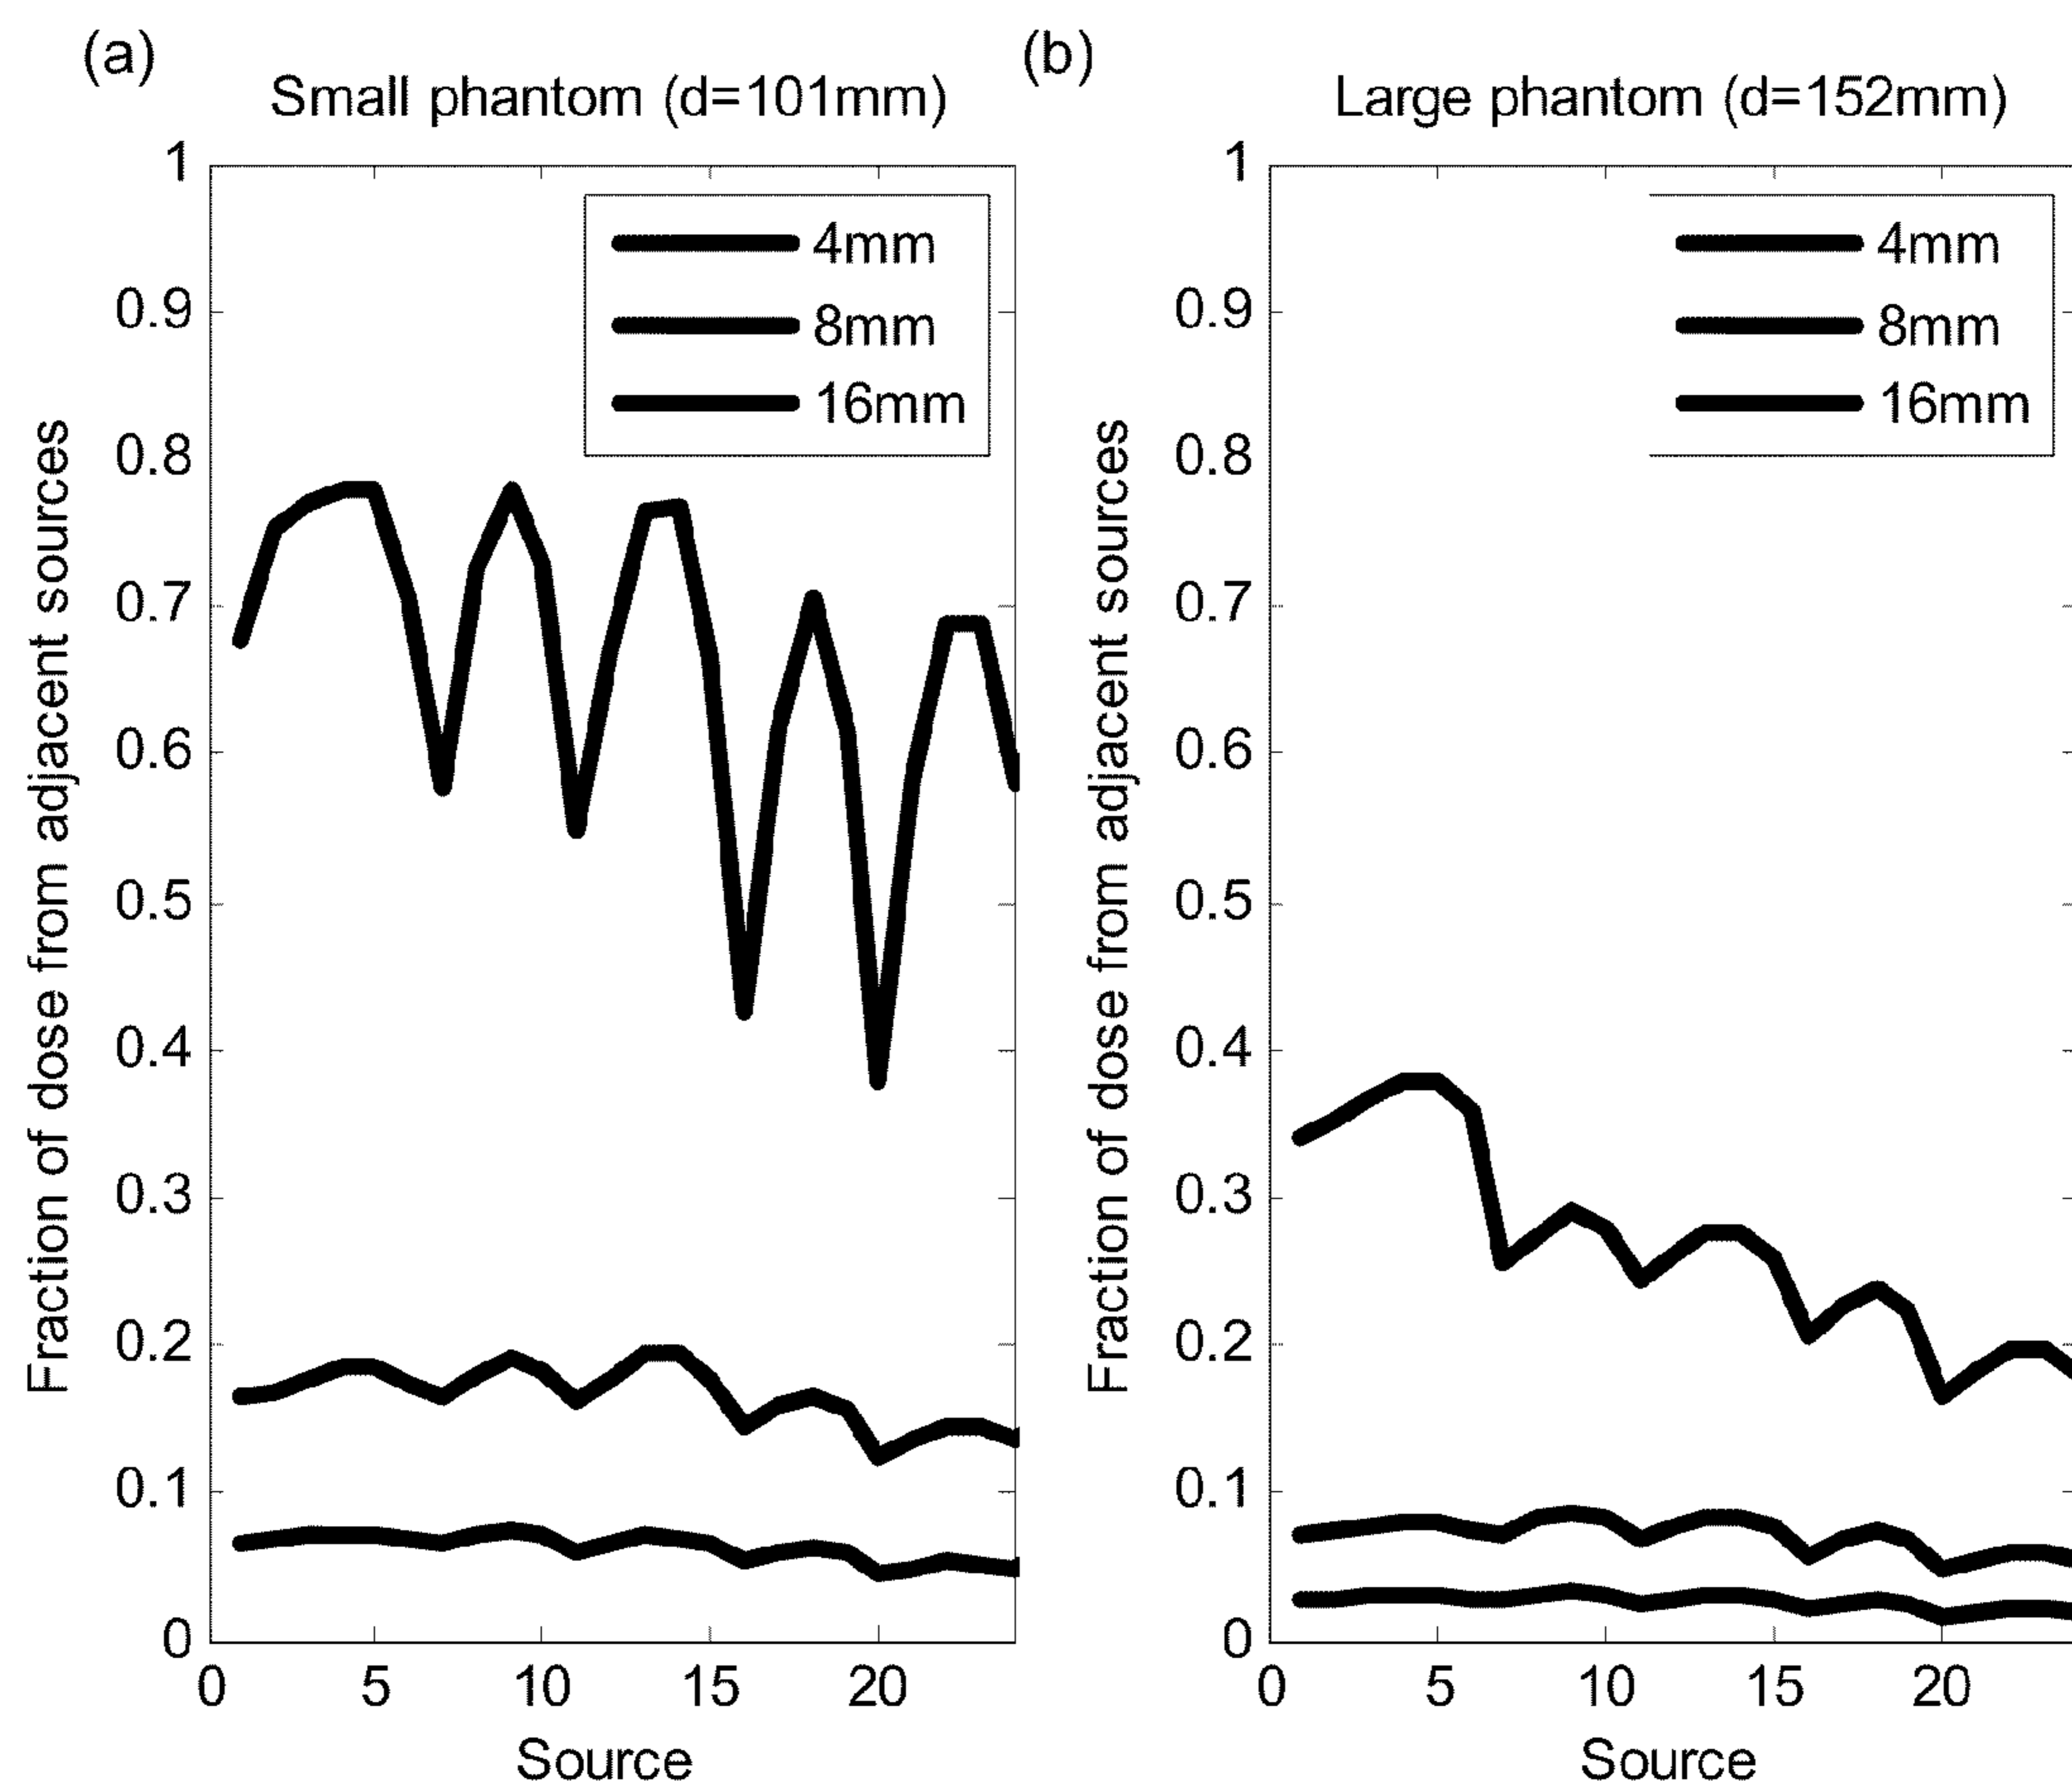 (a)
Small phantom (d=101mm)
1
0.9
0.8
0.7
0.6
0.5
0.4
0.3
0.2
0.1
0
0 5 10 15 20
Source
Fraction of dose from adjacent sources
4mm
8mm
16mm
(b)
Large phantom (d=152mm)
1
0.9
0.8
0.7
0.6
0.5
0.4
0.3
0.2
0.1
0
0 5 10 15 20
Source
Fraction of dose from adjacent sources
4mm
8mm
16mm